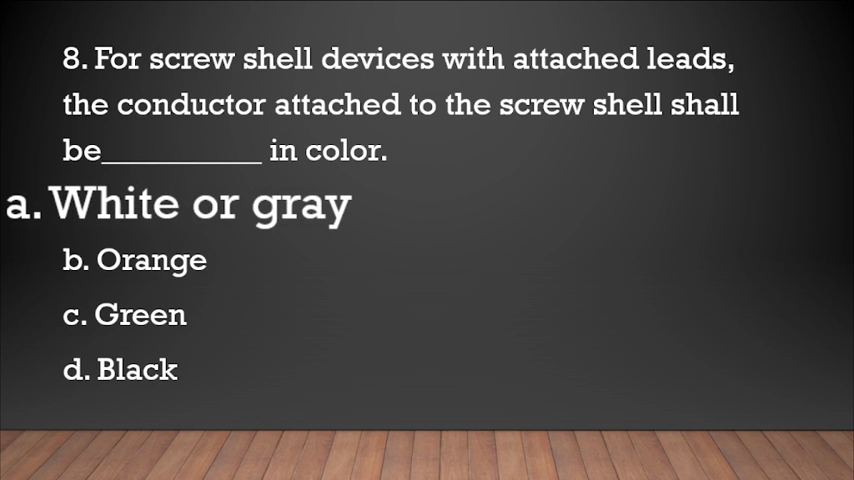 8. For screw shell devices with attached leads,
the conductor attached to the screw shell shall
be__________ in color.
a. White or gray
b. Orange
c. Green
d. Black